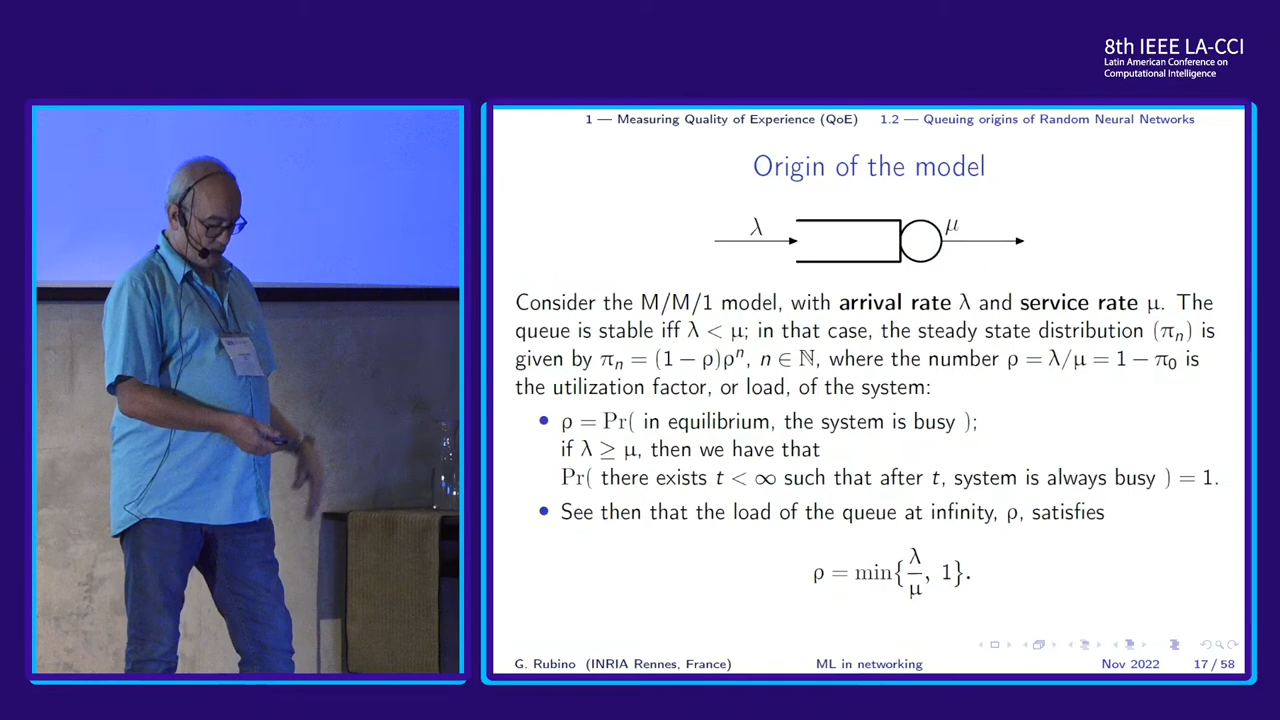 8th IEEE LA-CCI
Latin American Conference on
Computational Intelligence
1 — Measuring Quality of Experience (QoE) 1.2 — Queuing origins of Random Neural Networks
Origin of the model
λ
μ
Consider the M/M/1 model, with arrival rate λ and service rate μ. The
queue is stable iff λ < μ; in that case, the steady state distribution (πₙ) is
given by πₙ = (1 − ρ)ρⁿ, n ∈ ℕ, where the number ρ = λ/μ = 1 − π₀ is
the utilization factor, or load, of the system:
• ρ = Pr( in equilibrium, the system is busy );
if λ ≥ μ, then we have that
Pr( there exists t < ∞ such that after t, system is always busy ) = 1.
• See then that the load of the queue at infinity, ρ, satisfies
ρ = min{λ/μ, 1}.
G. Rubino (INRIA Rennes, France) ML in networking Nov 2022 17 / 58